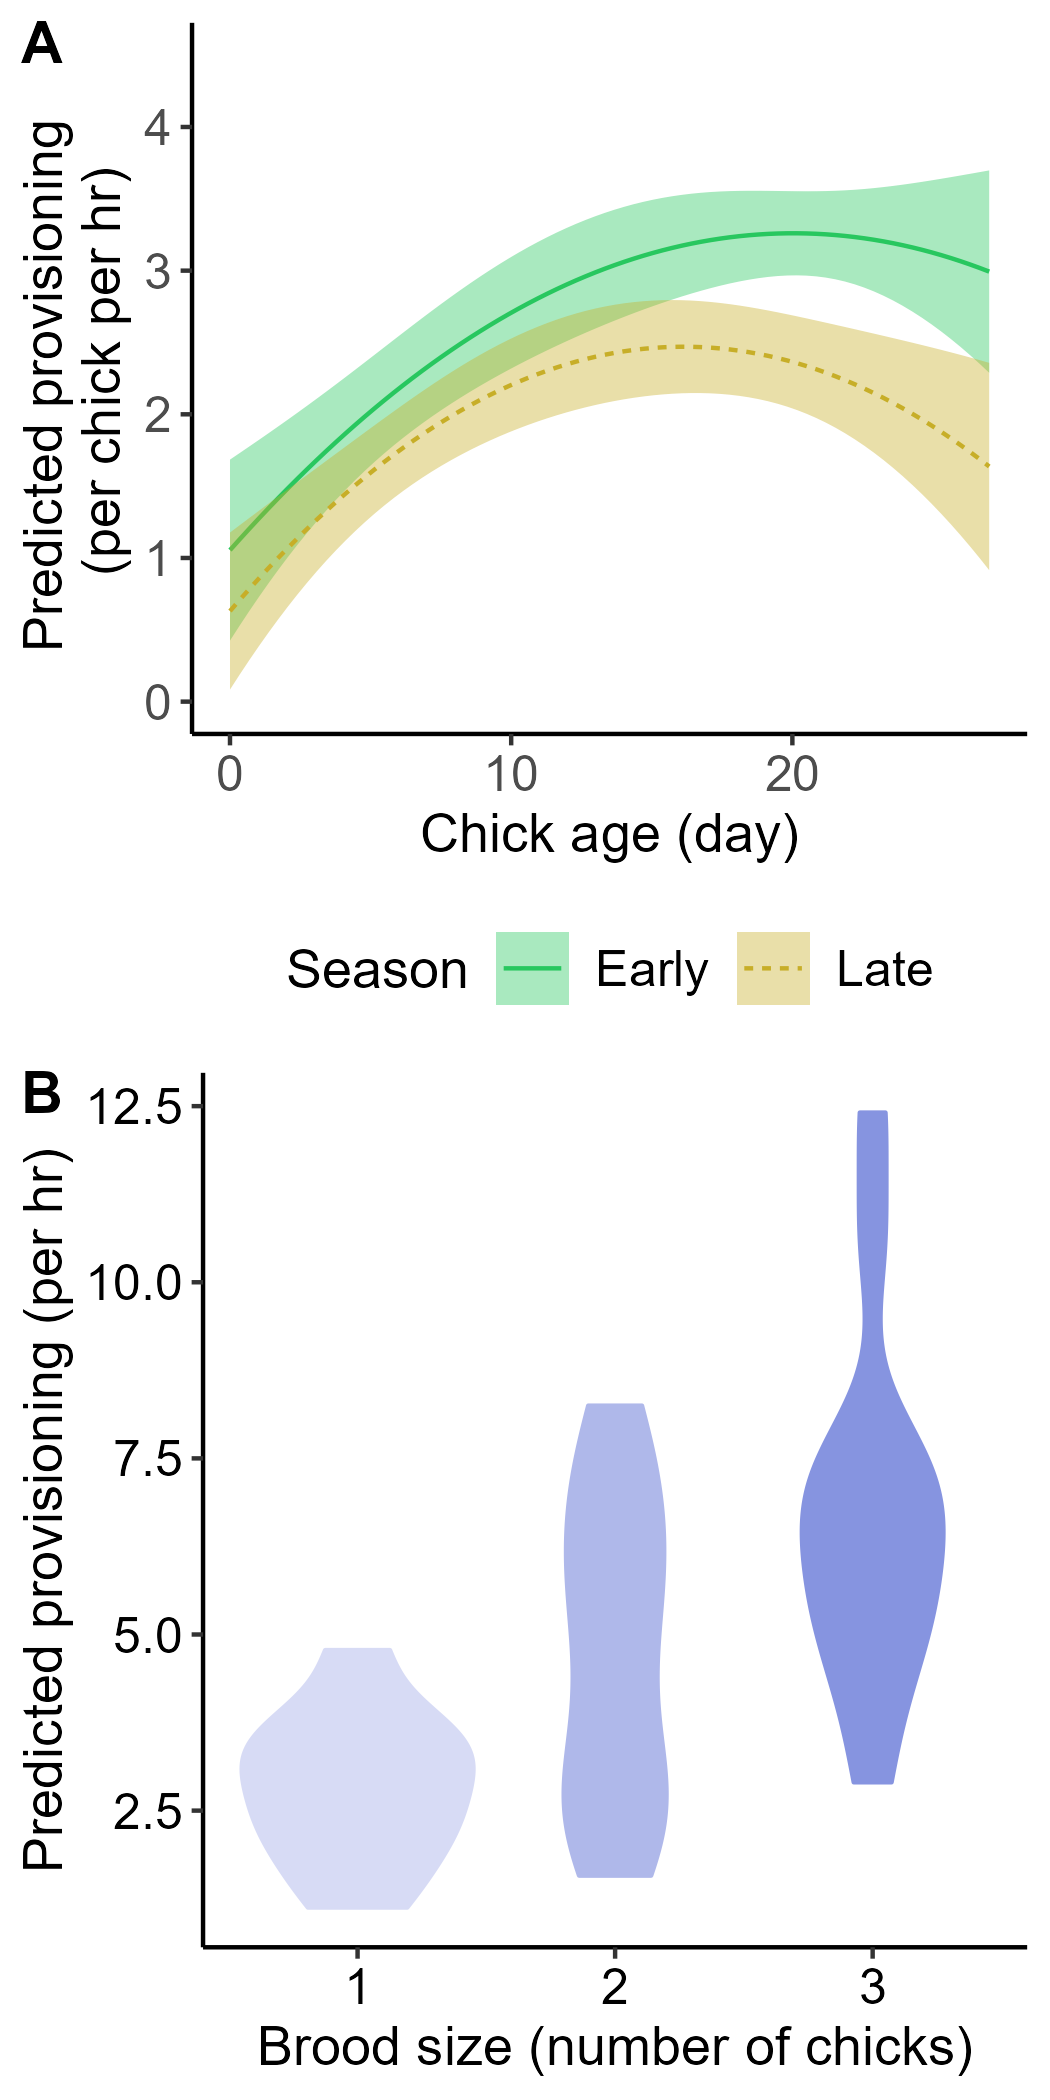 A
Predicted provisioning
(per chick per hr)
4
3
2
1
0
0 10 20
Chick age (day)
Season Early Late
B
Predicted provisioning (per hr)
12.5
10.0
7.5
5.0
2.5
1 2 3
Brood size (number of chicks)